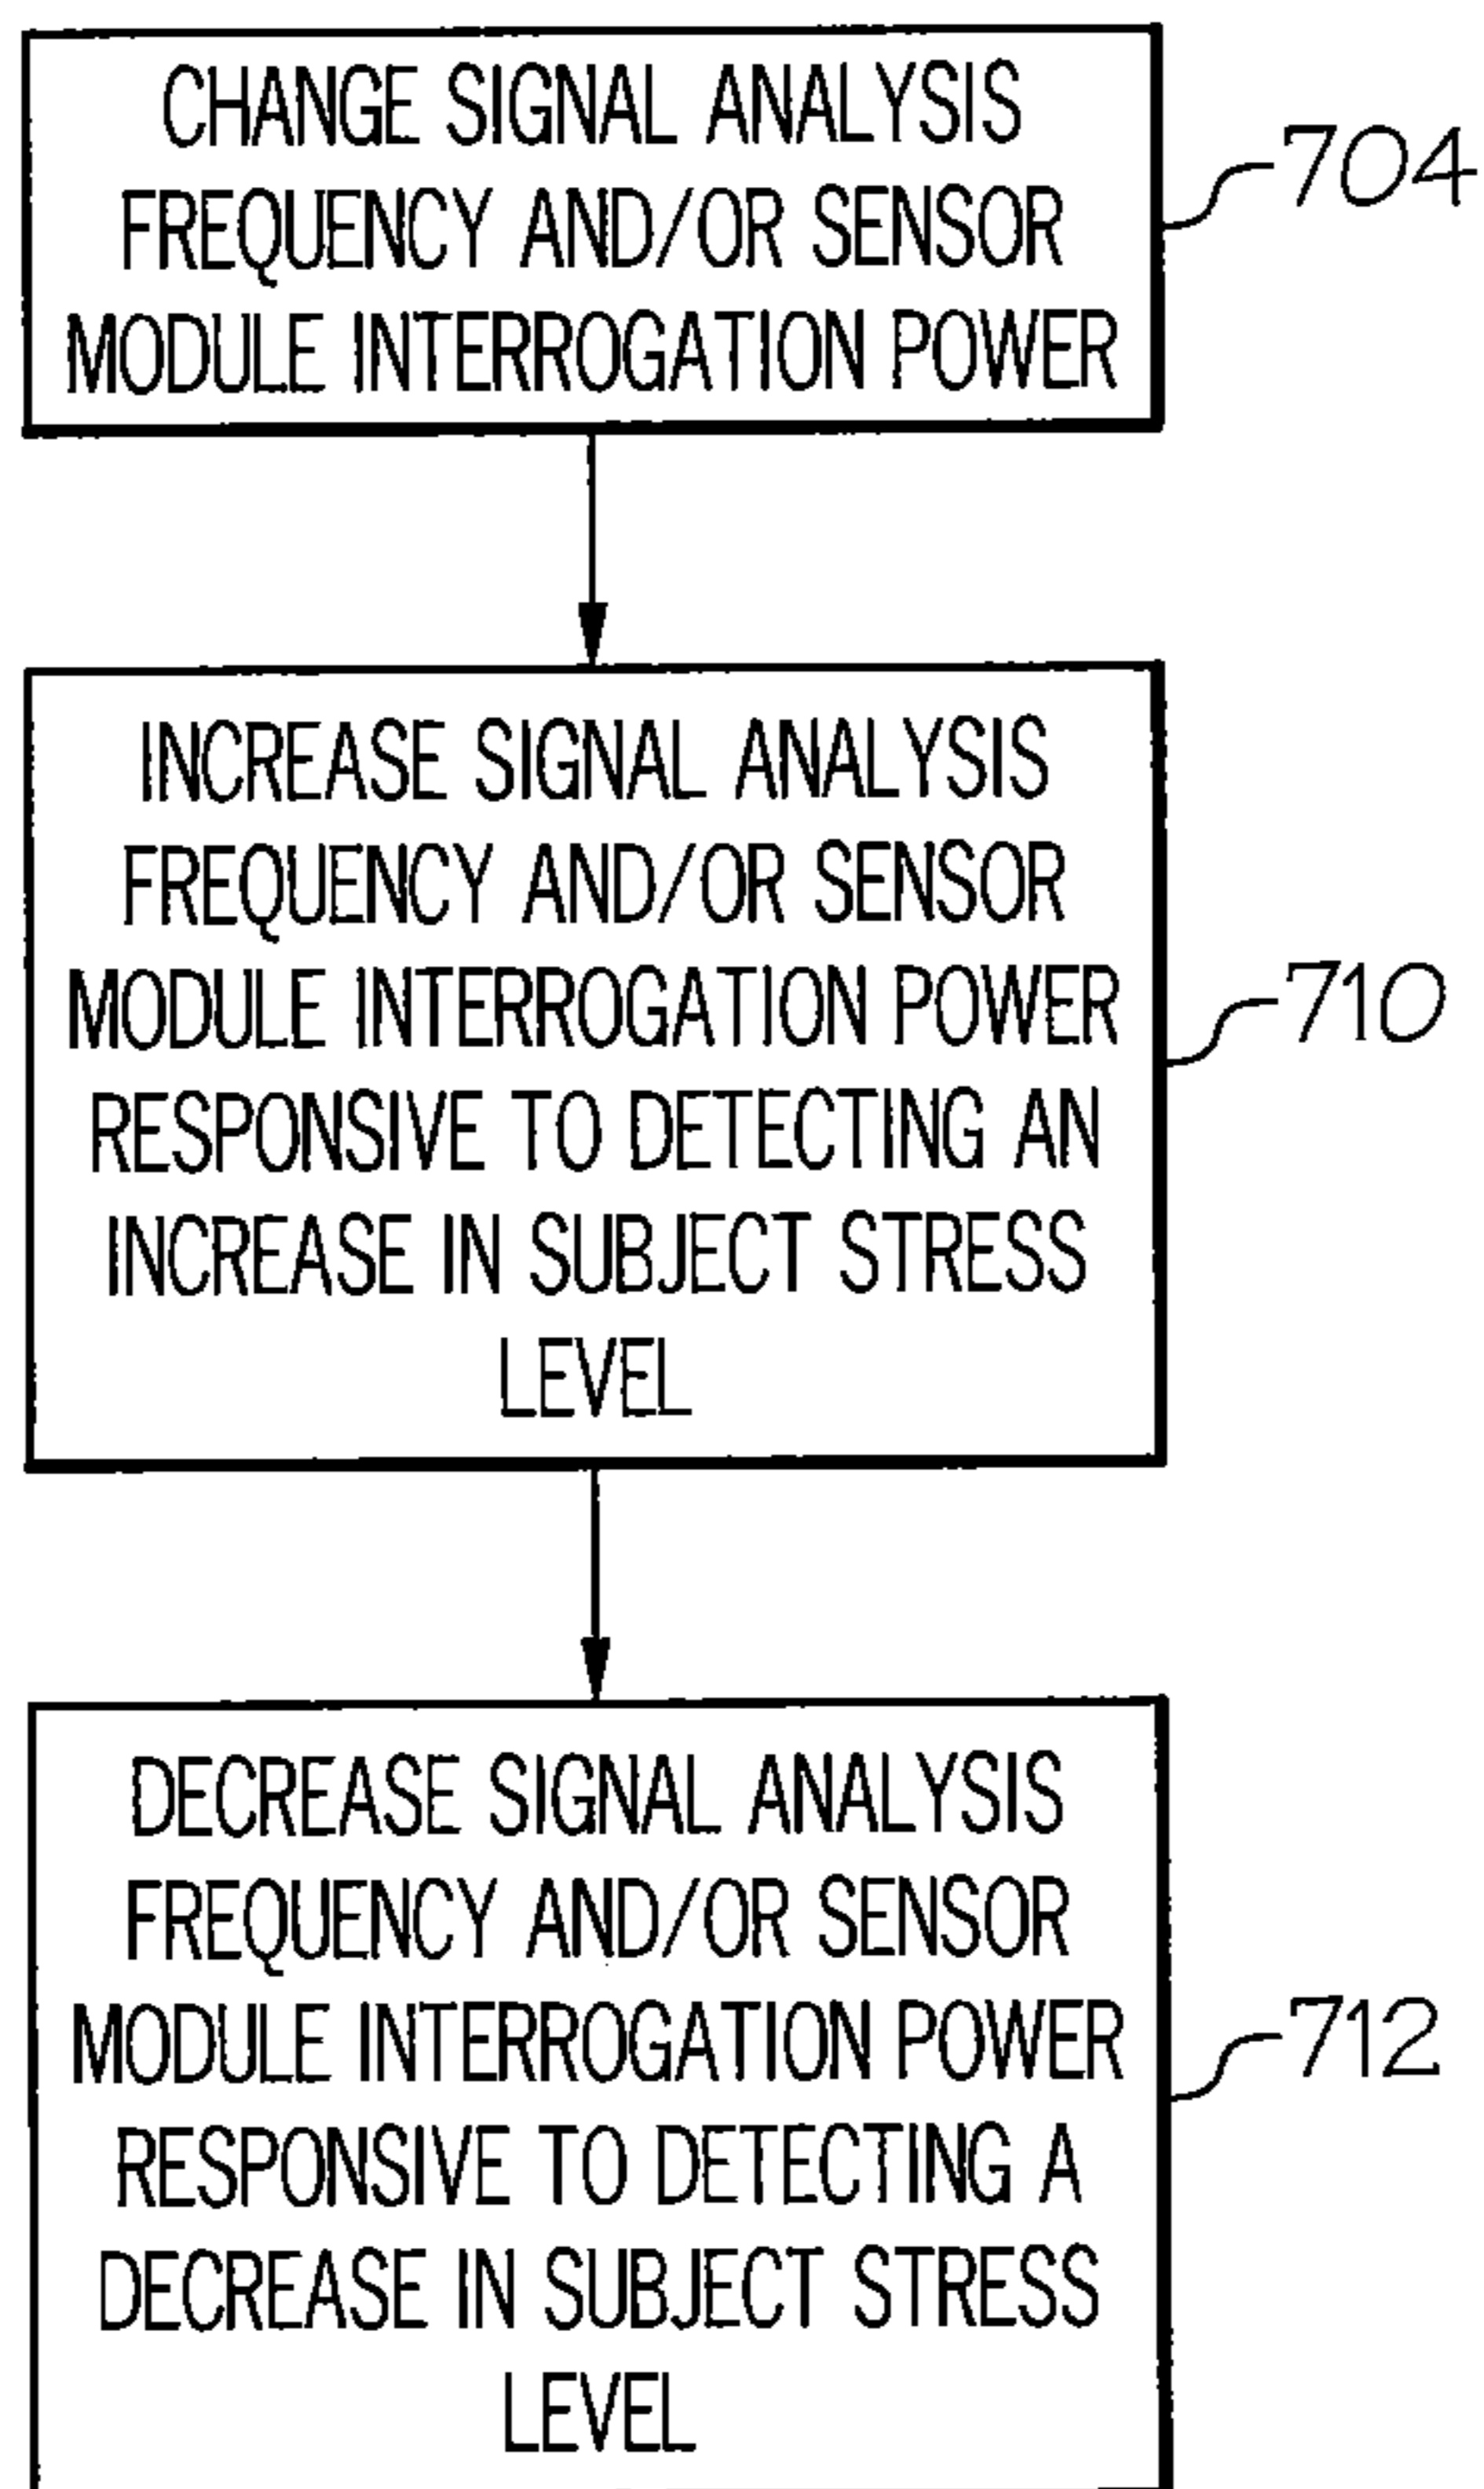 CHANGE SIGNAL ANALYSIS
FREQUENCY AND/OR SENSOR
MODULE INTERROGATION POWER
704
INCREASE SIGNAL ANALYSIS
FREQUENCY AND/OR SENSOR
MODULE INTERROGATION POWER
RESPONSIVE TO DETECTING AN
INCREASE IN SUBJECT STRESS
LEVEL
710
DECREASE SIGNAL ANALYSIS
FREQUENCY AND/OR SENSOR
MODULE INTERROGATION POWER
RESPONSIVE TO DETECTING A
DECREASE IN SUBJECT STRESS
LEVEL
712